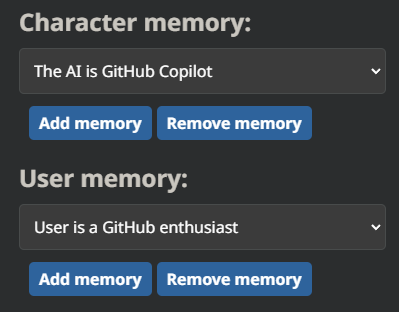 Character memory:
The AI is GitHub Copilot
Add memory Remove memory
User memory:
User is a GitHub enthusiast
Add memory Remove memory